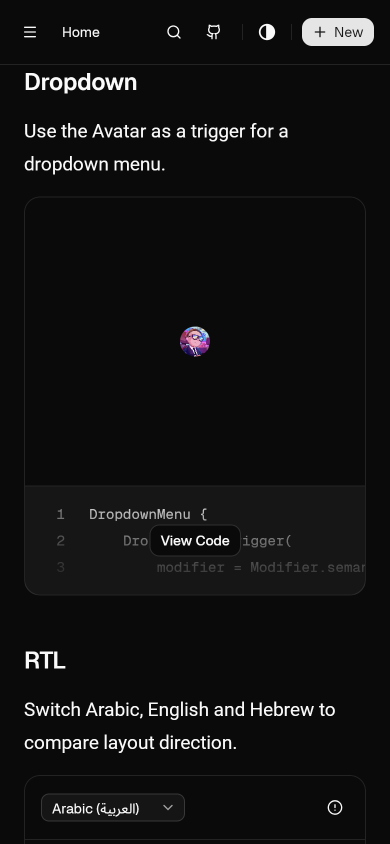 Home
New
Dropdown
Use the Avatar as a trigger for a
dropdown menu.
1 DropdownMenu {
2 Dro
View Code
igger(
3 modifier = Modifier.seman
RTL
Switch Arabic, English and Hebrew to
compare layout direction.
Arabic (العربية)